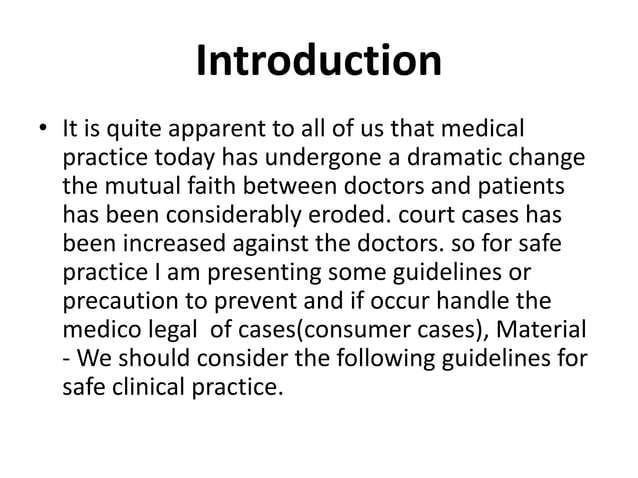 Introduction
• It is quite apparent to all of us that medical
practice today has undergone a dramatic change
the mutual faith between doctors and patients
has been considerably eroded. court cases has
been increased against the doctors. so for safe
practice I am presenting some guidelines or
precaution to prevent and if occur handle the
medico legal  of cases(consumer cases), Material
- We should consider the following guidelines for
safe clinical practice.